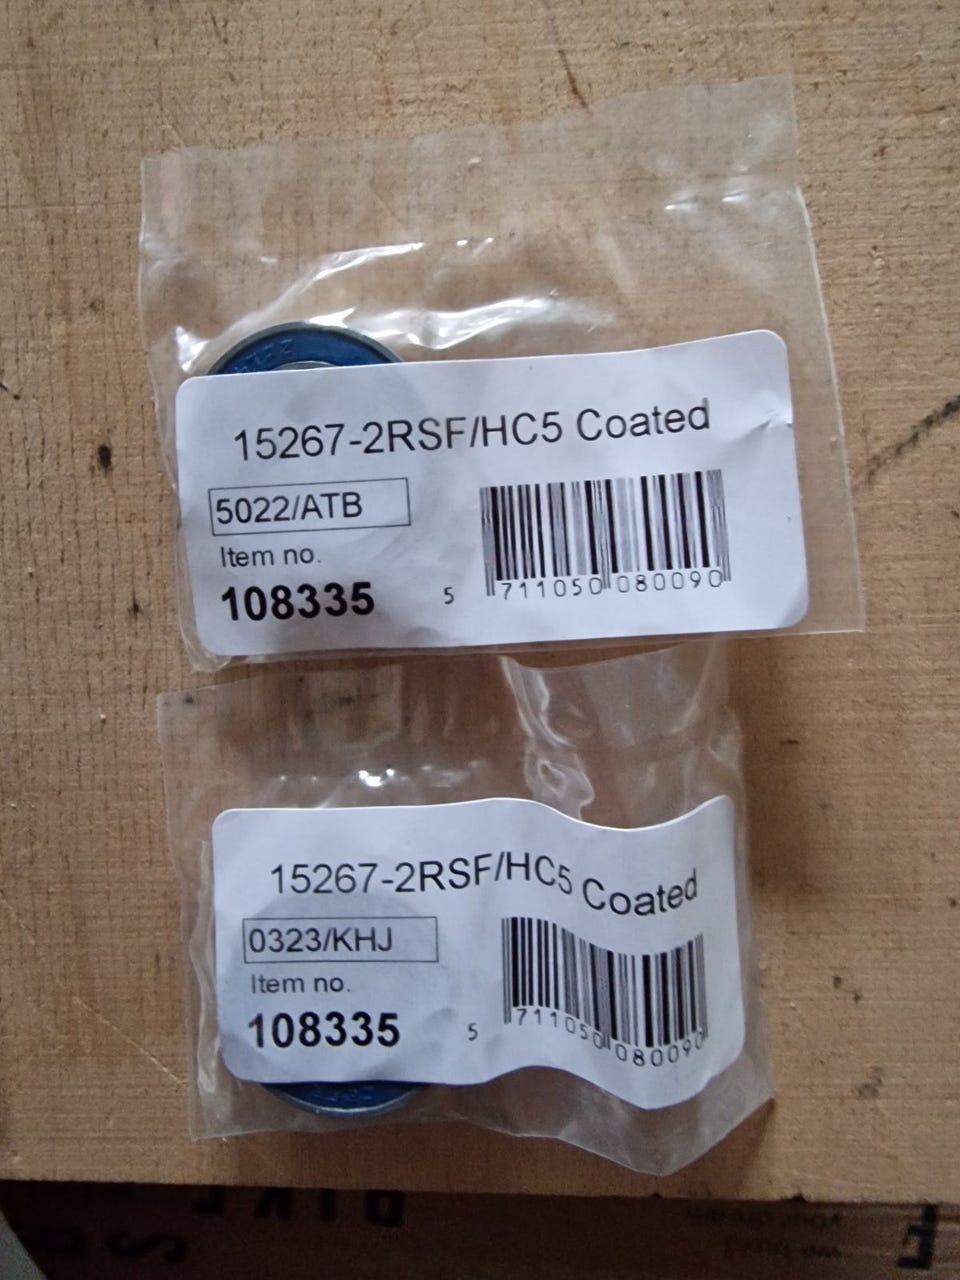 15267-2RSF/HC5 Coated
5022/ATB
Item no.
108335
5 711050 080090
15267-2RSF/HC5 Coated
0323/KHJ
Item no.
108335
5 711050 080090